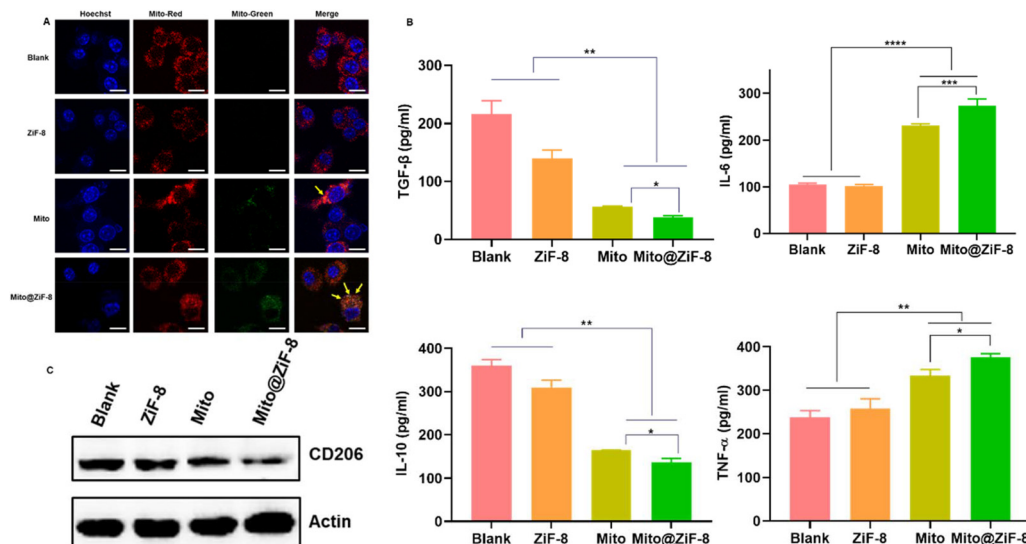 A
Hoechst Mito-Red Mito-Green Merge
Blank
ZiF-8
Mito
Mito@ZiF-8
B
TGF-β (pg/ml)
300
200
100
0
**
*
Blank ZiF-8 Mito Mito@ZiF-8
IL-6 (pg/ml)
300
200
100
0
****
***
Blank ZiF-8 Mito Mito@ZiF-8
IL-10 (pg/ml)
400
300
200
100
0
**
*
Blank ZiF-8 Mito Mito@ZiF-8
TNF-α (pg/ml)
400
300
200
100
0
**
*
Blank ZiF-8 Mito Mito@ZiF-8
C
Blank ZiF-8 Mito Mito@ZiF-8
CD206
Actin